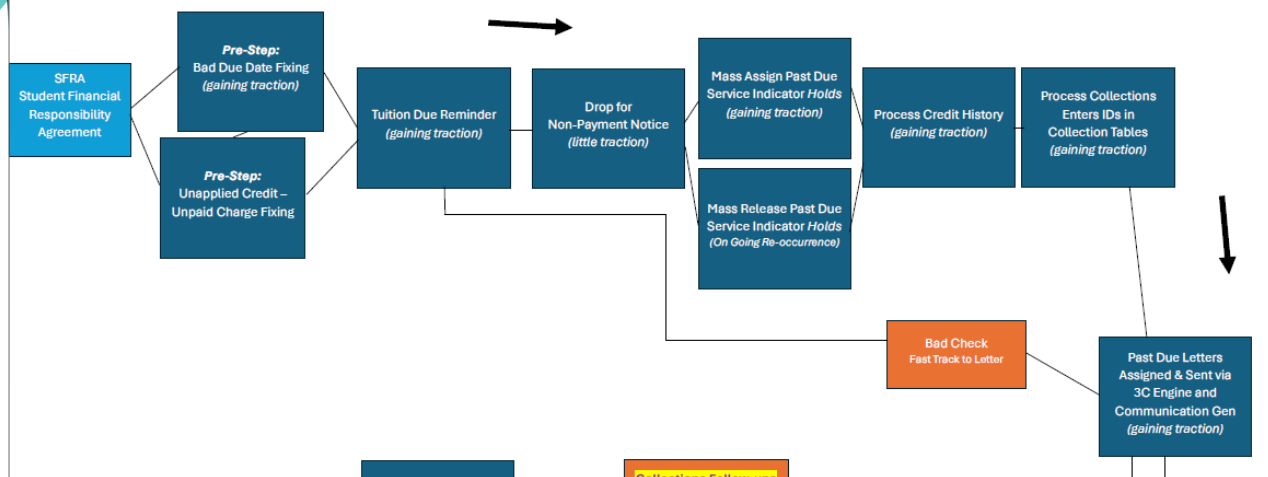 SFRA
Student Financial
Responsibility
Agreement
Pre-Step:
Bad Due Date Fixing
(gaining traction)
Pre-Step:
Unapplied Credit –
Unpaid Charge Fixing
Tuition Due Reminder
(gaining traction)
Drop for
Non-Payment Notice
(little traction)
Mass Assign Past Due
Service Indicator Holds
(gaining traction)
Mass Release Past Due
Service Indicator Holds
(On Going Re-occurrence)
Process Credit History
(gaining traction)
Process Collections
Enters IDs in
Collection Tables
(gaining traction)
Bad Check
Fast Track to Letter
Past Due Letters
Assigned & Sent via
3C Engine and
Communication Gen
(gaining traction)